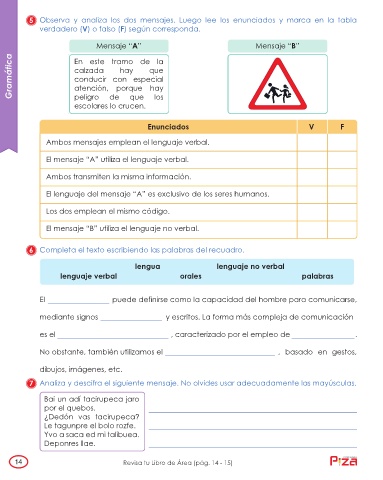 Gramática
5 Observa y analiza los dos mensajes. Luego lee los enunciados y marca en la tabla
verdadero (V) o falso (F) según corresponda.
Mensaje "A" Mensaje "B"
En este tramo de la
calzada hay que
conducir con especial
atención, porque hay
peligro de que los
escolares lo crucen.
Enunciados V F
Ambos mensajes emplean el lenguaje verbal.
El mensaje "A" utiliza el lenguaje verbal.
Ambos transmiten la misma información.
El lenguaje del mensaje "A" es exclusivo de los seres humanos.
Los dos emplean el mismo código.
El mensaje "B" utiliza el lenguaje no verbal.
6 Completa el texto escribiendo las palabras del recuadro.
lengua lenguaje no verbal
lenguaje verbal orales palabras
El ________________ puede definirse como la capacidad del hombre para comunicarse,
mediante signos ________________ y escritos. La forma más compleja de comunicación
es el _____________________________ , caracterizado por el empleo de ________________.
No obstante, también utilizamos el _____________________________ , basado en gestos,
dibujos, imágenes, etc.
7 Analiza y descifra el siguiente mensaje. No olvides usar adecuadamente las mayúsculas.
Bai un adí tacirupeca jaro
por el quebos.
¿Dedón vas tacirupeca?
Le tagunpre el bolo rozfe.
Yvo a saca ed mi talibuea.
Deponres llae.
14 Revisa tu Libro de Área (pág. 14 - 15) PIZA